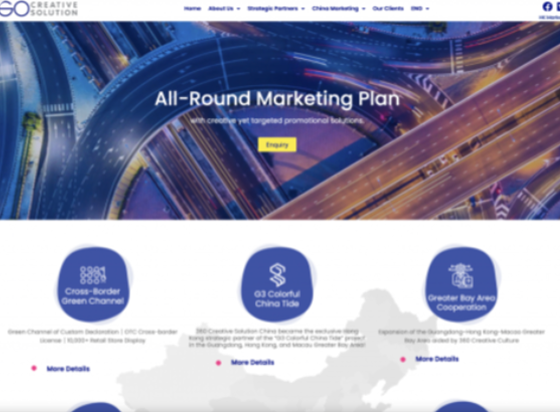 GO CREATIVE
SOLUTION
Home About Us Strategic Partners China Marketing Our Clients ENG
All-Round Marketing Plan
with creative yet targeted promotional solutions.
Enquiry
Cross-Border
Green Channel
G3 Colorful
China Tide
Greater Bay Area
Cooperation
Green Channel of Custom Declaration | OTC Cross-border
License | 10,000+ Retail Store Display
360 Creative Solution China became the exclusive Hong
Kong strategic partner of the "G3 Colorful China Tide" project
in the Guangdong, Hong Kong, and Macau Greater Bay Area!
Expansion of the Guangdong-Hong Kong-Macao Greater
Bay Area aided by 360 Creative Culture
More Details
More Details
More details